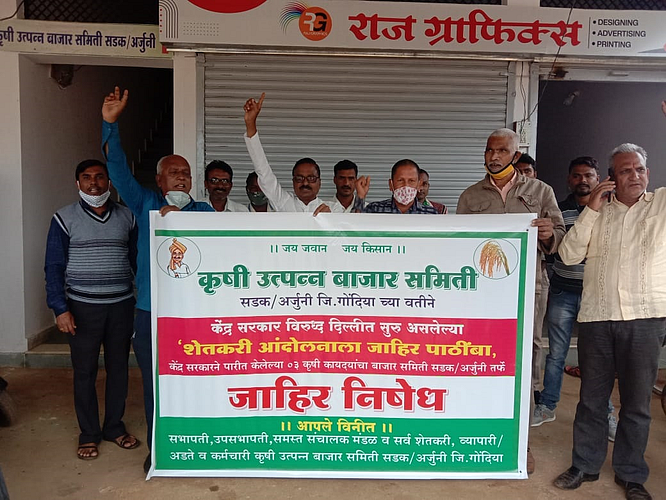 कृषी उत्पन्न बाजार समिती सडक/अर्जुनी
RG
राज ग्राफिक्स
• DESIGNING
• ADVERTISING
• PRINTING
।। जय जवान जय किसान ।।
कृषी उत्पन्न बाजार समिती
सडक/अर्जुनी जि.गोंदिया च्या वतीने
केंद्र सरकार विरुध्द दिल्लीत सुरु असलेल्या
'शेतकरी आंदोलनाला जाहिर पाठींबा,
केंद्र सरकारने पारीत केलेल्या ०३ कृषी कायदयांचा बाजार समिती सडक/अर्जुनी तर्फे
जाहिर निषेध
।। आपले विनीत ।।
सभापती,उपसभापती,समस्त संचालक मंडळ व सर्व शेतकरी, व्यापारी/
अडते व कर्मचारी कृषी उत्पन्न बाजार समिती सडक/अर्जुनी जि.गोंदिया